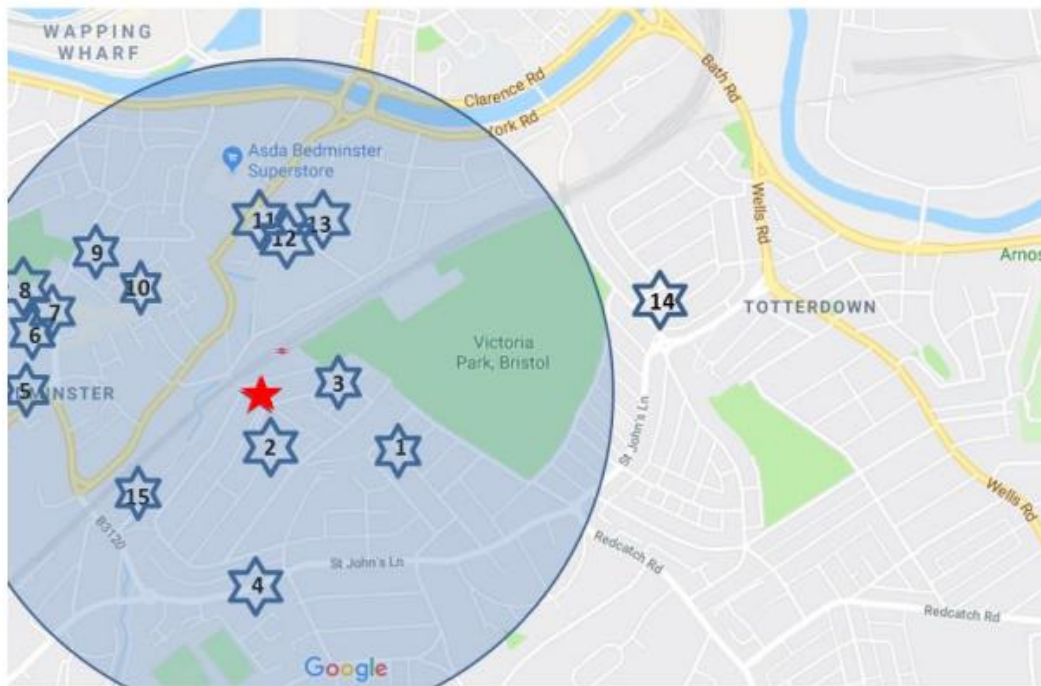 WAPPING
WHARF
Clarence Rd
York Rd
Bath Rd
Asda Bedminster
Superstore
Wells Rd
11
13
12
9
10
8
7
6
14
Arnos
TOTTERDOWN
Victoria
Park, Bristol
3
5
DMINSTER
2
1
St John's Ln
15
B3120
Wells Rd
St John's Ln
Redcatch Rd
4
Redcatch Rd
Google